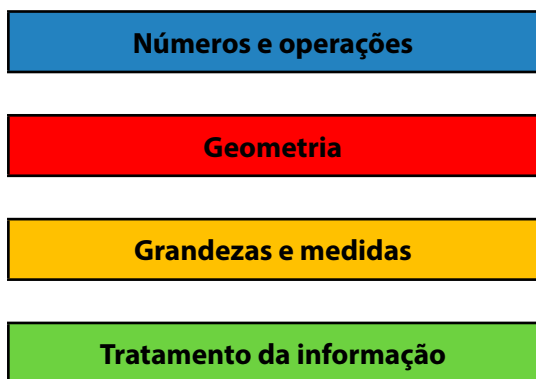 Números e operações
Geometria
Grandezas e medidas
Tratamento da informação